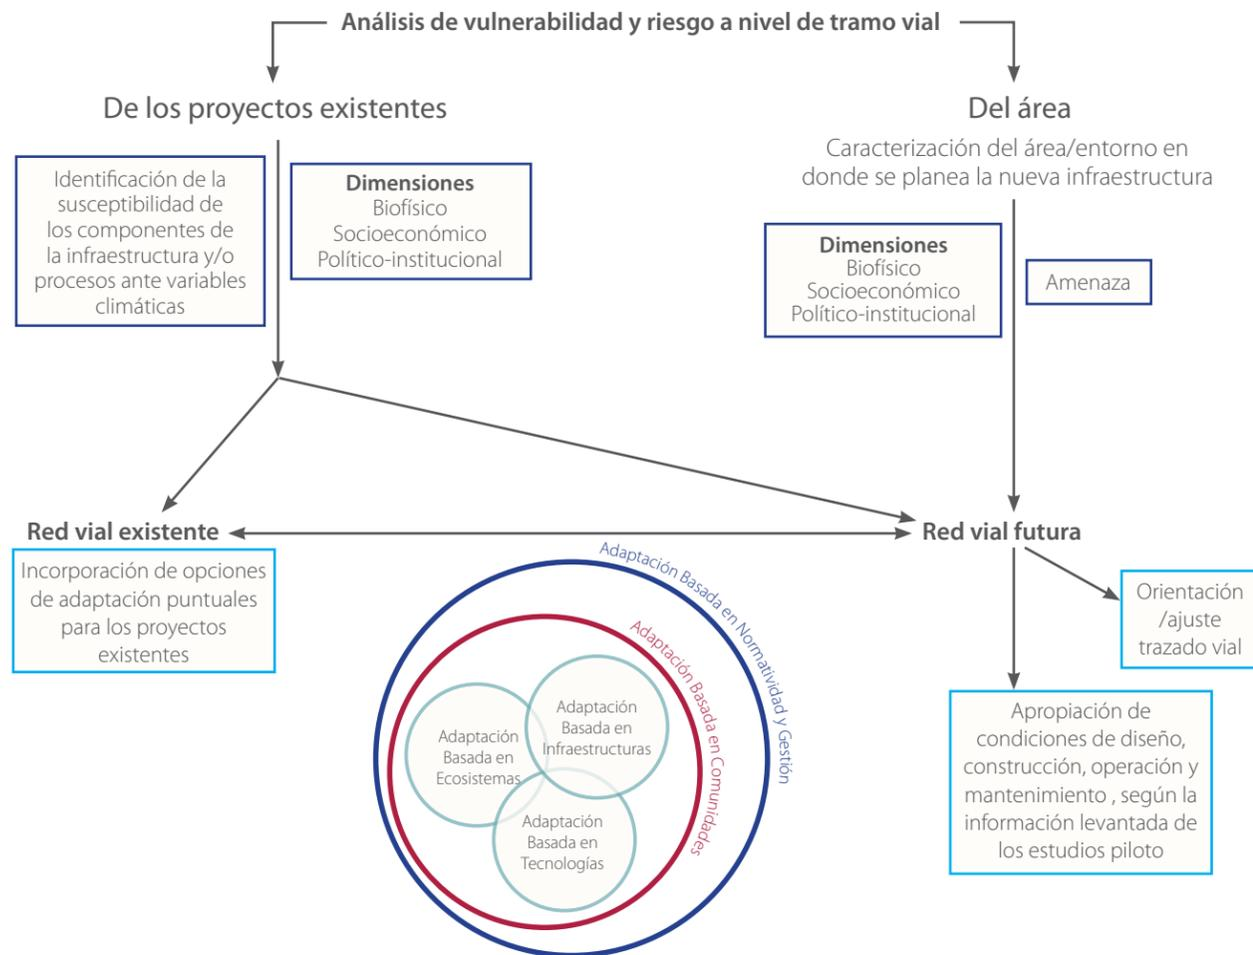 Análisis de vulnerabilidad y riesgo a nivel de tramo vial
De los proyectos existentes
Identificación de la
susceptibilidad de
los componentes de
la infraestructura y/o
procesos ante variables
climáticas
Dimensiones
Biofísico
Socioeconómico
Político-institucional
Del área
Caracterización del área/entorno en
donde se planea la nueva infraestructura
Dimensiones
Biofísico
Socioeconómico
Político-institucional
Amenaza
Red vial existente
Incorporación de opciones
de adaptación puntuales
para los proyectos
existentes
Red vial futura
Orientación
/ajuste
trazado vial
Apropiación de
condiciones de diseño,
construcción, operación y
mantenimiento , según la
información levantada de
los estudios piloto
Adaptación Basada en Normatividad y Gestión
Adaptación Basada en Comunidades
Adaptación
Basada en
Ecosistemas
Adaptación
Basada en
Infraestructuras
Adaptación
Basada en
Tecnologías